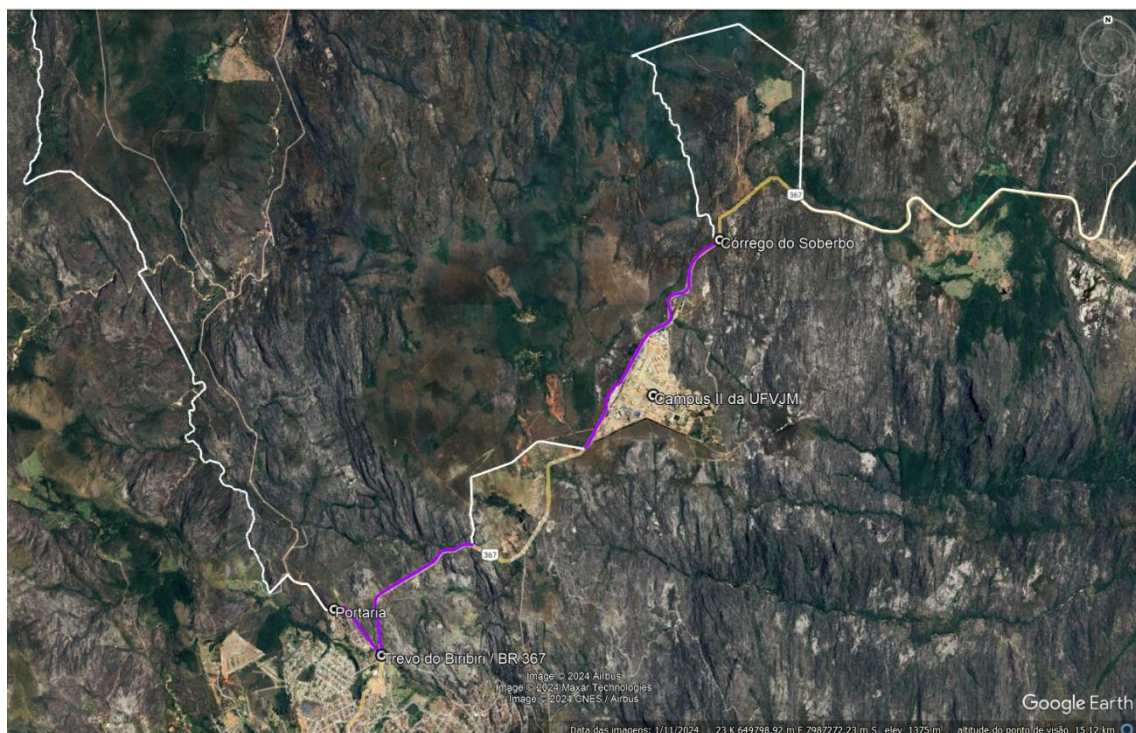 N
367
Córrego do Soberbo
Campus II da UFVJM
367
Portaria
Trevo do Biribiri / BR 367
Image © 2024 Airbus
Image © 2024 Maxar Technologies
Image © 2024 CNES / Airbus
Google Earth
Data das imagens: 1/11/2024 23 K 649798.92 m E 7987272.23 m S elev 1375 m altitude do ponto de visão 15.12 km